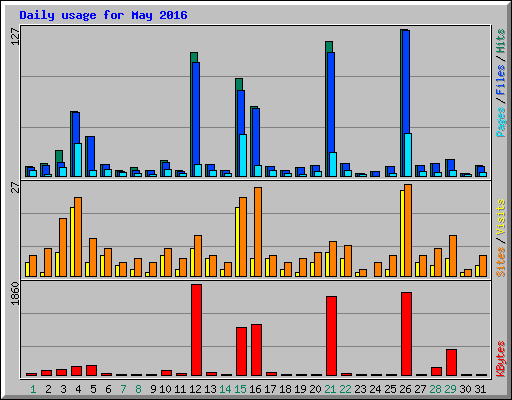 Daily usage for May 2016
127
Pages / Files / Hits
27
Sites / Visits
1860
KBytes
1 2 3 4 5 6 7 8 9 10 11 12 13 14 15 16 17 18 19 20 21 22 23 24 25 26 27 28 29 30 31